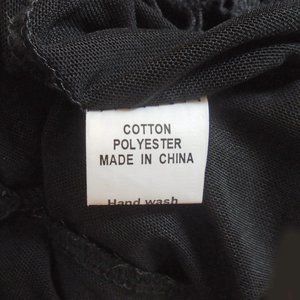 COTTON
POLYESTER
MADE IN CHINA
Hand wash